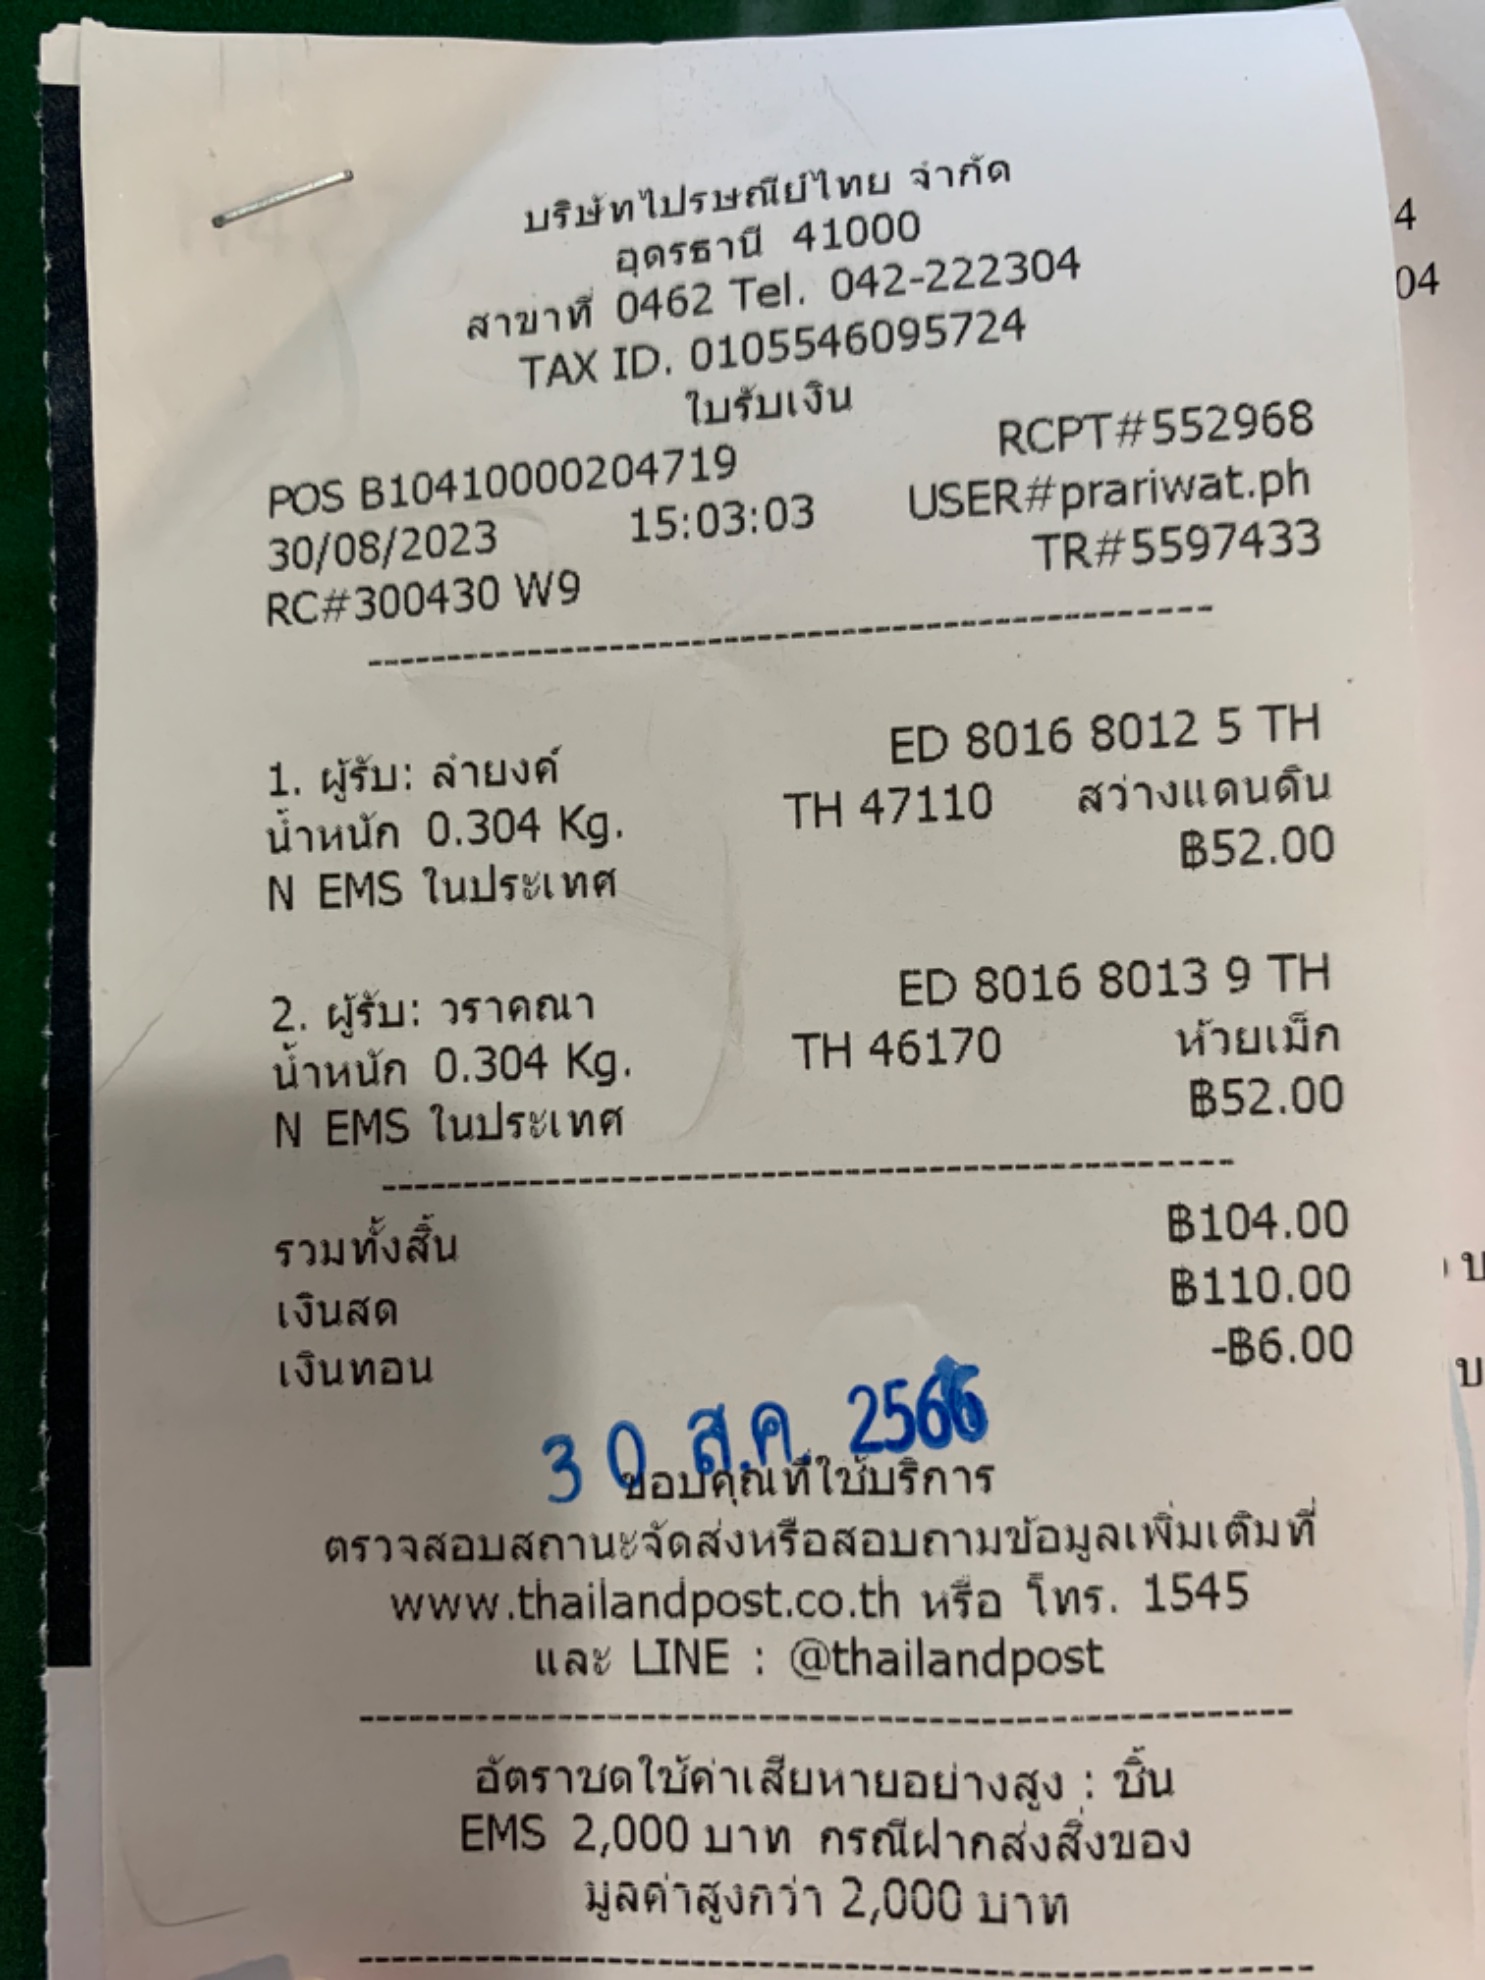 บริษัทไปรษณีย์ไทย จำกัด
อุดรธานี 41000
สาขาที่ 0462 Tel. 042-222304
TAX ID. 0105546095724
ใบรับเงิน
RCPT#552968
POS B10410000204719
USER#prariwat.ph
30/08/2023 15:03:03
TR#5597433
RC#300430 W9
ED 8016 8012 5 TH
1. ผู้รับ: ลำยงค์
TH 47110 สว่างแดนดิน
น้ำหนัก 0.304 Kg.
฿52.00
N EMS ในประเทศ
ED 8016 8013 9 TH
2. ผู้รับ: วราคณา
TH 46170 ห้วยเม็ก
น้ำหนัก 0.304 Kg.
฿52.00
N EMS ในประเทศ
รวมทั้งสิ้น ฿104.00
เงินสด ฿110.00
เงินทอน -฿6.00
30 ส.ค. 2566
ขอบคุณที่ใช้บริการ
ตรวจสอบสถานะจัดส่งหรือสอบถามข้อมูลเพิ่มเติมที่
www.thailandpost.co.th หรือ โทร. 1545
และ LINE : @thailandpost
อัตราชดใช้ค่าเสียหายอย่างสูง : ชิ้น
EMS 2,000 บาท กรณีฝากส่งสิ่งของ
มูลค่าสูงกว่า 2,000 บาท
4
04
บ
บ